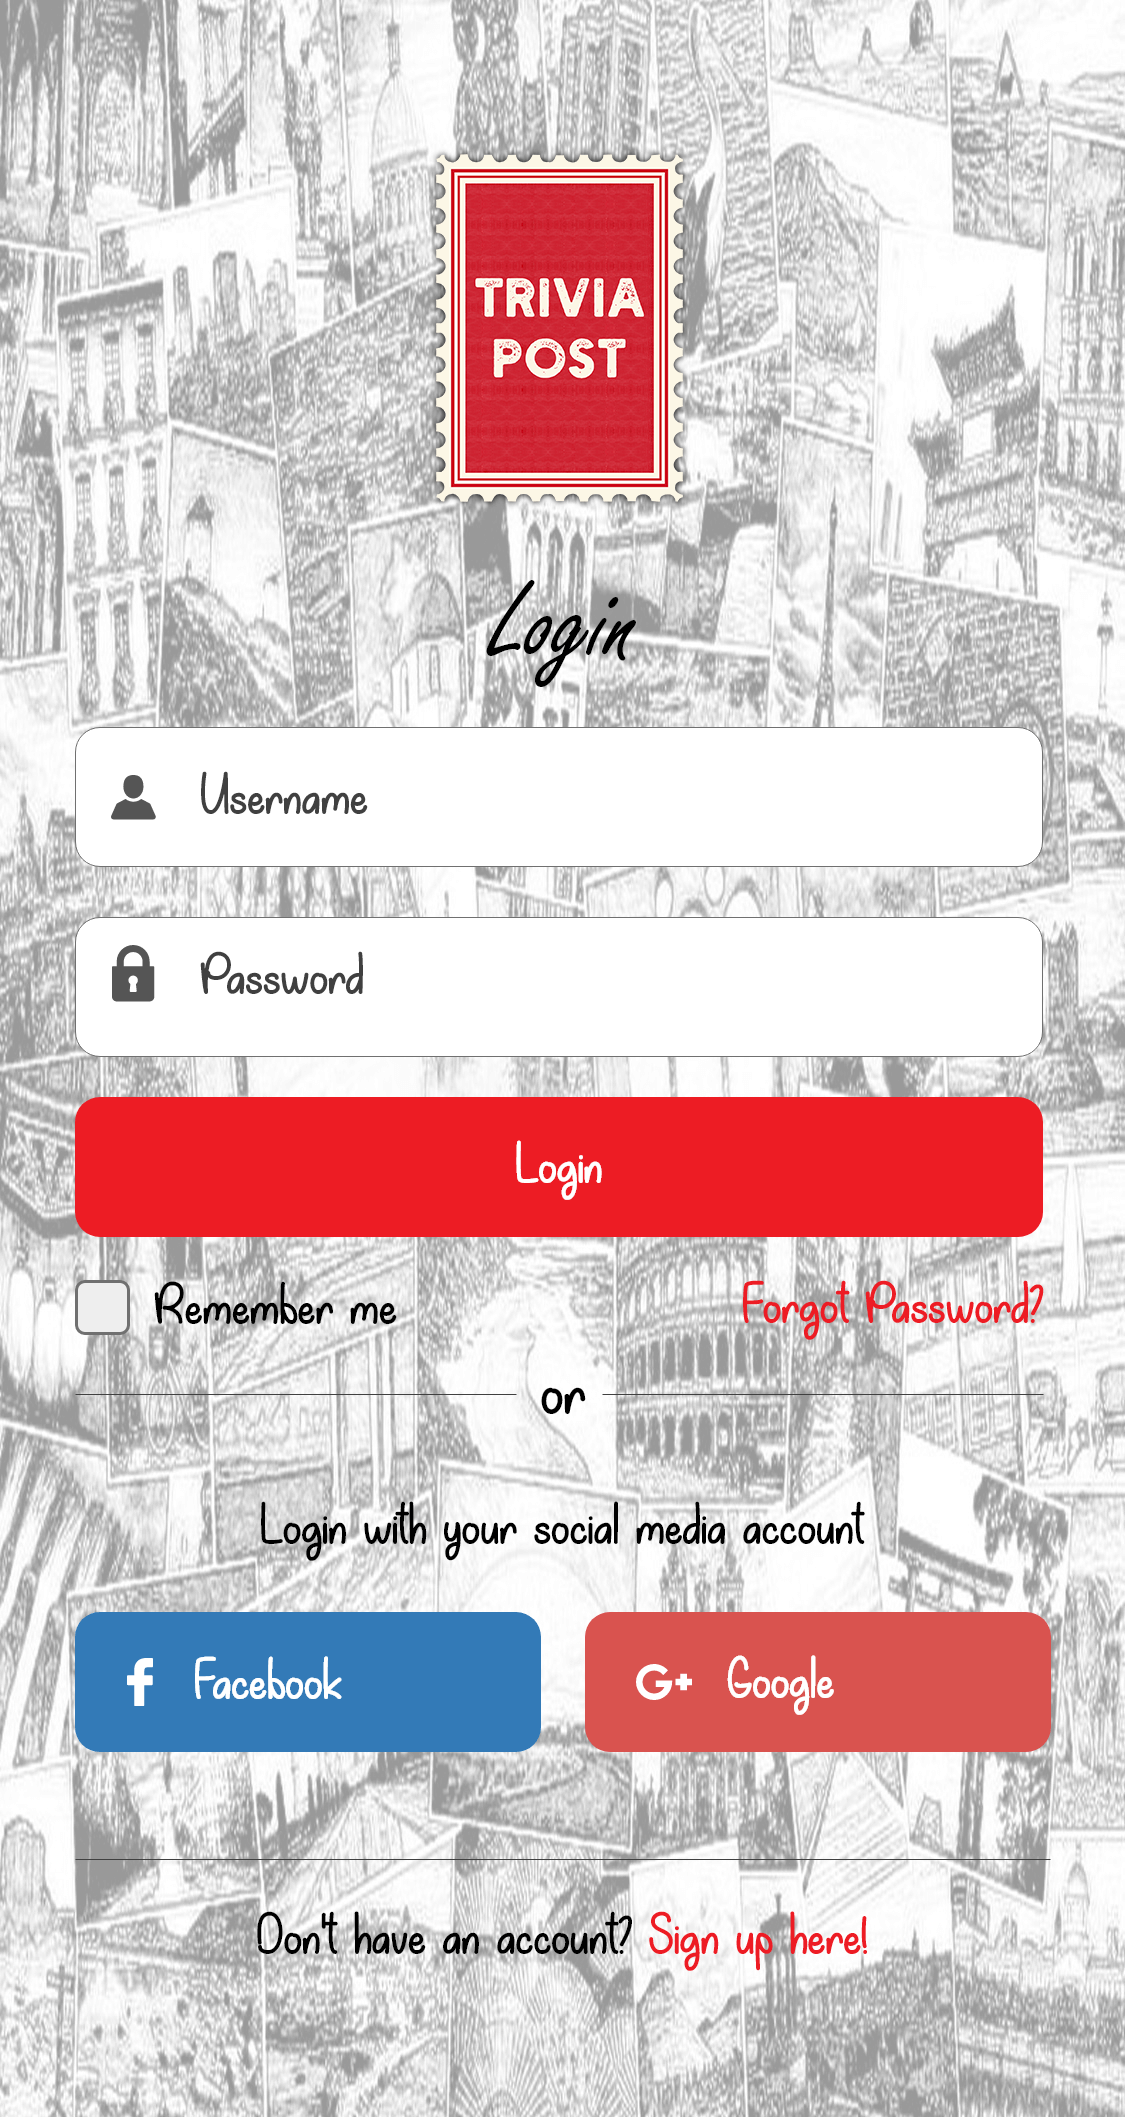 TRIVIA
POST
Login
Username
Password
Login
Remember me Forgot Password?
or
Login with your social media account
Facebook G+ Google
Don't have an account? Sign up here!